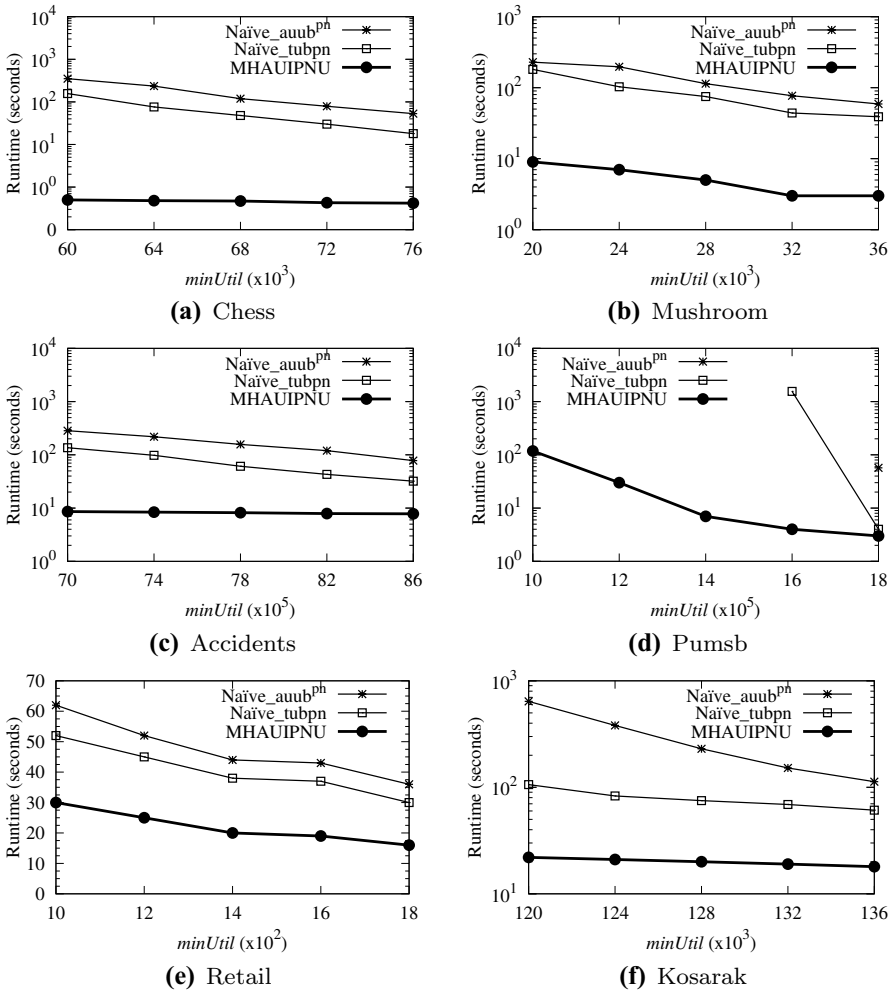 10^4
10^3
10^2
10^1
10^0
0
Runtime (seconds)
Naïve_auub^pn
Naïve_tubpn
MHAUIPNU
60 64 68 72 76
minUtil (x10^3)
(a) Chess
10^3
10^2
10^1
10^0
Runtime (seconds)
Naïve_auub^pn
Naïve_tubpn
MHAUIPNU
20 24 28 32 36
minUtil (x10^3)
(b) Mushroom
10^4
10^3
10^2
10^1
10^0
Runtime (seconds)
Naïve_auub^pn
Naïve_tubpn
MHAUIPNU
70 74 78 82 86
minUtil (x10^5)
(c) Accidents
10^4
10^3
10^2
10^1
10^0
Runtime (seconds)
Naïve_auub^pn
Naïve_tubpn
MHAUIPNU
10 12 14 16 18
minUtil (x10^5)
(d) Pumsb
70
60
50
40
30
20
10
0
Runtime (seconds)
Naïve_auub^pn
Naïve_tubpn
MHAUIPNU
10 12 14 16 18
minUtil (x10^2)
(e) Retail
10^3
10^2
10^1
Runtime (seconds)
Naïve_auub^pn
Naïve_tubpn
MHAUIPNU
120 124 128 132 136
minUtil (x10^3)
(f) Kosarak